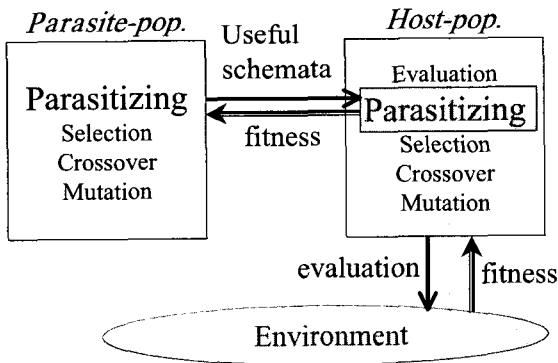 Parasite-pop.
Host-pop.
Parasitizing
Selection
Crossover
Mutation
Useful
schemata
fitness
Evaluation
Parasitizing
Selection
Crossover
Mutation
evaluation
fitness
Environment